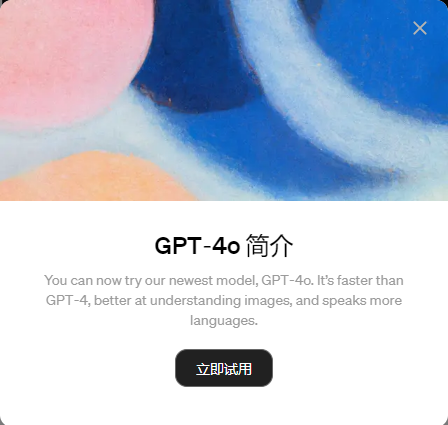 GPT-4o 简介
You can now try our newest model, GPT-4o. It's faster than
GPT-4, better at understanding images, and speaks more
languages.
立即试用